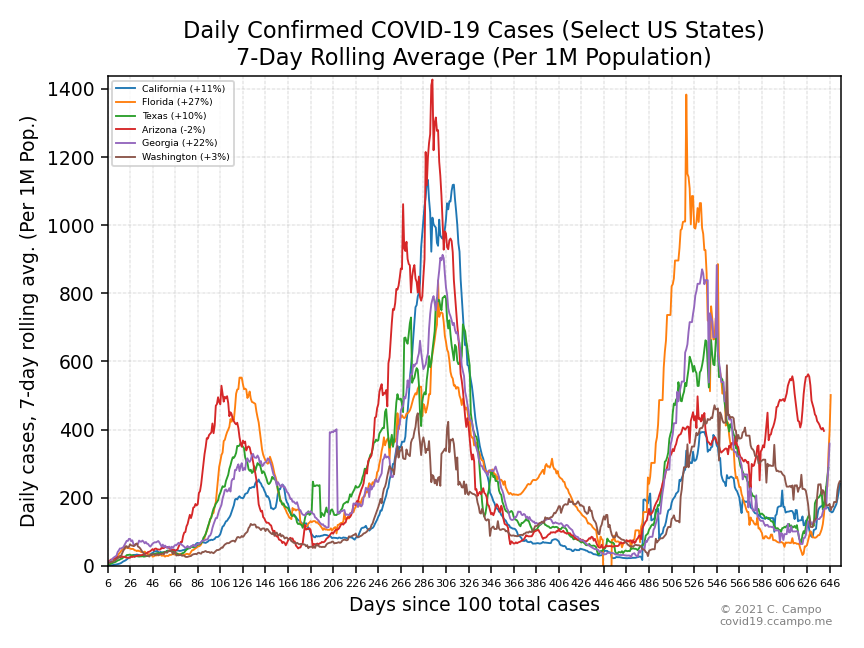 Daily Confirmed COVID-19 Cases (Select US States)
7-Day Rolling Average (Per 1M Population)
Daily cases, 7-day rolling avg. (Per 1M Pop.)
1400
1200
1000
800
600
400
200
0
California (+11%)
Florida (+27%)
Texas (+10%)
Arizona (-2%)
Georgia (+22%)
Washington (+3%)
6 26 46 66 86 106 126 146 166 186 206 226 246 266 286 306 326 346 366 386 406 426 446 466 486 506 526 546 566 586 606 626 646
Days since 100 total cases
© 2021 C. Campo
covid19.ccampo.me